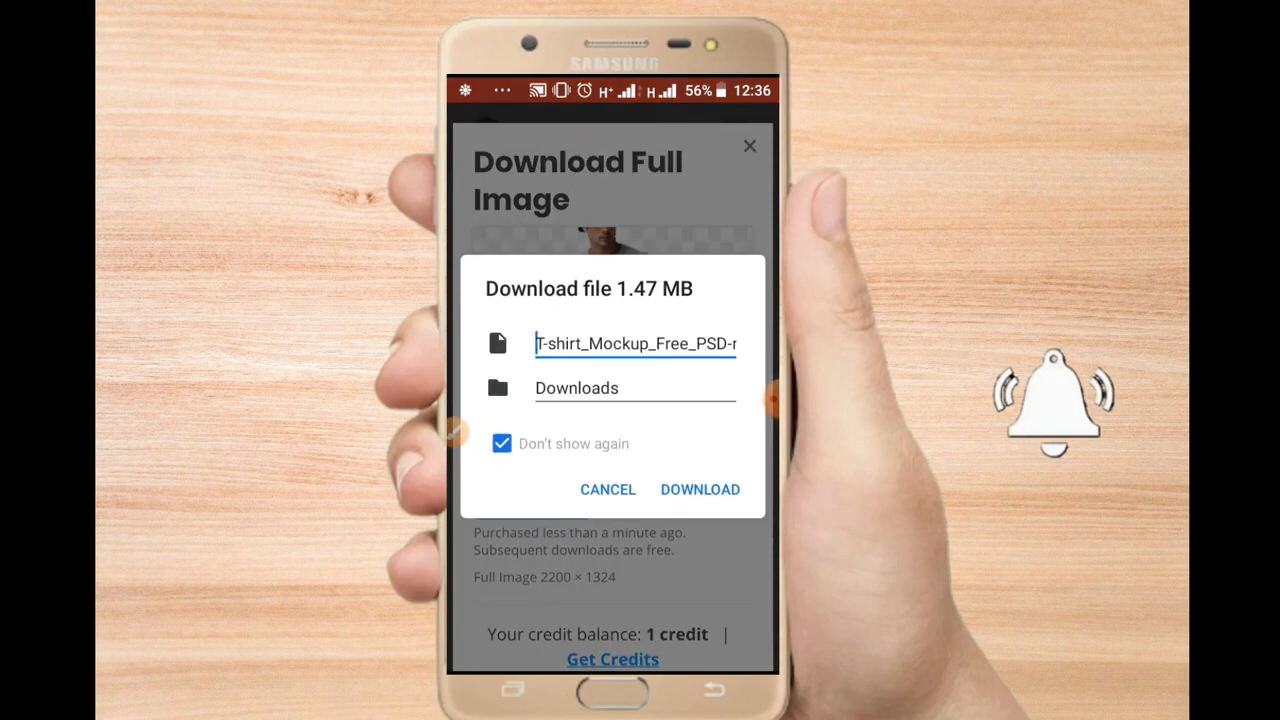 SAMSUNG
H+ H 56% 12:36
Download Full
Image
Download file 1.47 MB
T-shirt_Mockup_Free_PSD-r
Downloads
Don't show again
CANCEL DOWNLOAD
Purchased less than a minute ago.
Subsequent downloads are free.
Full Image 2200 × 1324
Your credit balance: 1 credit |
Get Credits